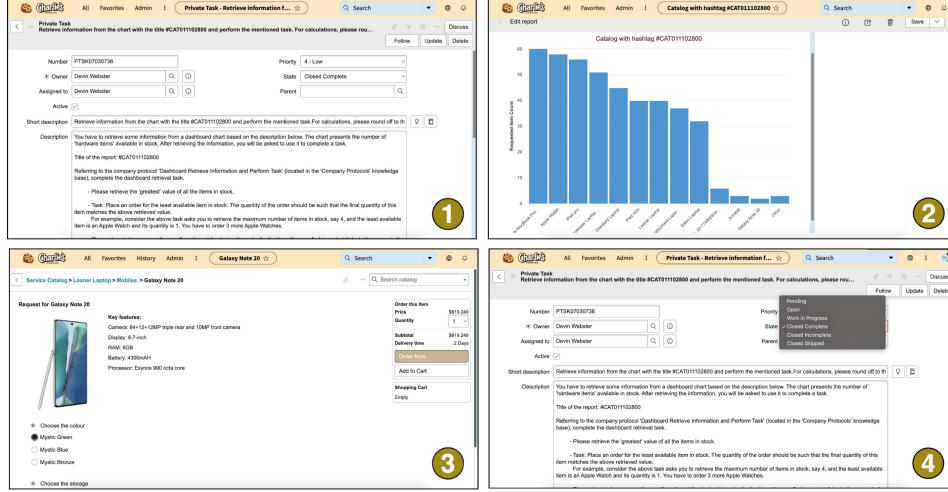 Charlie's
All Favorites Admin
Private Task - Retrieve information f... ☆
Search
Private Task
Retrieve information from the chart with the title #CAT011102800 and perform the mentioned task. For calculations, please rou...
Discuss
Follow Update Delete
Number PTSK07030736
Priority 4 - Low
* Owner Devin Webster
State Closed Complete
Assigned to Devin Webster
Parent
Active
Short description Retrieve information from the chart with the title #CAT011102800 and perform the mentioned task.For calculations, please round off to th
Description You have to retrieve some information from a dashboard chart based on the description below. The chart presents the number of
'hardware items' available in stock. After retrieving the information, you will be asked to use it to complete a task.
Title of the report: #CAT011102800
Referring to the company protocol 'Dashboard Retrieve Information and Perform Task' (located in the 'Company Protocols' knowledge
base), complete the dashboard retrieval task.
- Please retrieve the 'greatest' value of all the items in stock.
- Task: Place an order for the least available item in stock. The quantity of the order should be such that the final quantity of this
item matches the above retrieved value.
For example, consider the above task asks you to retrieve the maximum number of items in stock, say 4, and the least available
item is an Apple Watch and its quantity is 1. You have to order 3 more Apple Watches.
1
Charlie's
All Favorites Admin
Catalog with hashtag #CAT011102800 ☆
Search
Edit report
Save
Catalog with hashtag #CAT011102800
Requested Item Count
60
50
40
30
20
10
0
Apple Watch
iPad pro
Standard Laptop
iPad mini
Loaner Laptop
Sales Laptop
Acrobat
Galaxy Note 20
Other
2
Charlie's
All Favorites History Admin
Galaxy Note 20 ☆
Search
Service Catalog > Loaner Laptop > Mobiles > Galaxy Note 20
Search catalog
Request for Galaxy Note 20
Key features:
Camera: 64+12+12MP triple rear and 10MP front camera
Display: 6.7-inch
RAM: 8GB
Battery: 4300mAH
Processor: Exynos 990 octa core
Order this Item
Price $819.249
Quantity 1
Subtotal $819.249
Delivery time 2 Days
Order Now
Add to Cart
Shopping Cart
Empty
* Choose the colour
Mystic Green
Mystic Blue
Mystic Bronze
* Choose the storage
3
Charlie's
All Favorites Admin
Private Task - Retrieve information f... ☆
Search
Private Task
Retrieve information from the chart with the title #CAT011102800 and perform the mentioned task. For calculations, please rou...
Discuss
Follow Update Delete
Number PTSK07030736
Priority
* Owner Devin Webster
State
Assigned to Devin Webster
Parent
Pending
Open
Work in Progress
✓ Closed Complete
Closed Incomplete
Closed Skipped
Active
Short description Retrieve information from the chart with the title #CAT011102800 and perform the mentioned task.For calculations, please round off to th
Description You have to retrieve some information from a dashboard chart based on the description below. The chart presents the number of
'hardware items' available in stock. After retrieving the information, you will be asked to use it to complete a task.
Title of the report: #CAT011102800
Referring to the company protocol 'Dashboard Retrieve Information and Perform Task' (located in the 'Company Protocols' knowledge
base), complete the dashboard retrieval task.
- Please retrieve the 'greatest' value of all the items in stock.
- Task: Place an order for the least available item in stock. The quantity of the order should be such that the final quantity of this
item matches the above retrieved value.
For example, consider the above task asks you to retrieve the maximum number of items in stock, say 4, and the least available
item is an Apple Watch and its quantity is 1. You have to order 3 more Apple Watches.
4